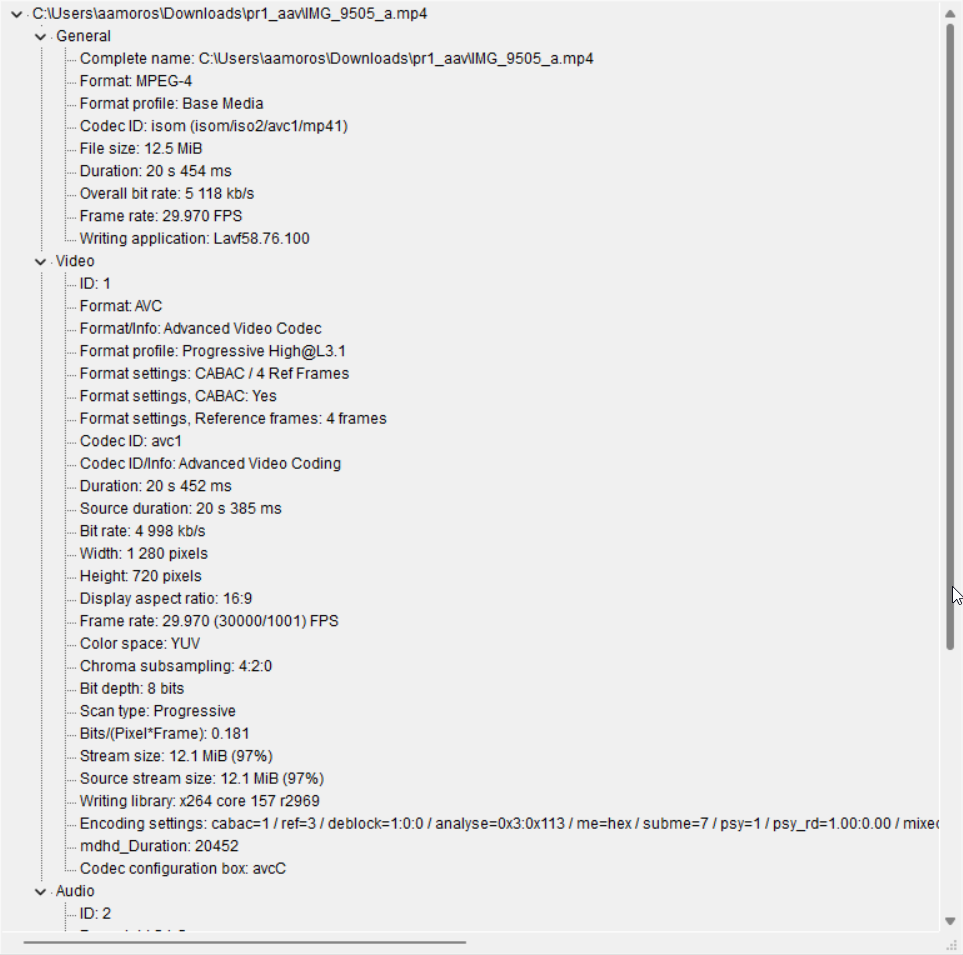 C:\Users\aamoros\Downloads\pr1_aav\IMG_9505_a.mp4
General
Complete name: C:\Users\aamoros\Downloads\pr1_aav\IMG_9505_a.mp4
Format: MPEG-4
Format profile: Base Media
Codec ID: isom (isom/iso2/avc1/mp41)
File size: 12.5 MiB
Duration: 20 s 454 ms
Overall bit rate: 5 118 kb/s
Frame rate: 29.970 FPS
Writing application: Lavf58.76.100
Video
ID: 1
Format: AVC
Format/Info: Advanced Video Codec
Format profile: Progressive High@L3.1
Format settings: CABAC / 4 Ref Frames
Format settings, CABAC: Yes
Format settings, Reference frames: 4 frames
Codec ID: avc1
Codec ID/Info: Advanced Video Coding
Duration: 20 s 452 ms
Source duration: 20 s 385 ms
Bit rate: 4 998 kb/s
Width: 1 280 pixels
Height: 720 pixels
Display aspect ratio: 16:9
Frame rate: 29.970 (30000/1001) FPS
Color space: YUV
Chroma subsampling: 4:2:0
Bit depth: 8 bits
Scan type: Progressive
Bits/(Pixel*Frame): 0.181
Stream size: 12.1 MiB (97%)
Source stream size: 12.1 MiB (97%)
Writing library: x264 core 157 r2969
Encoding settings: cabac=1 / ref=3 / deblock=1:0:0 / analyse=0x3:0x113 / me=hex / subme=7 / psy=1 / psy_rd=1.00:0.00 / mixed
mdhd_Duration: 20452
Codec configuration box: avcC
Audio
ID: 2